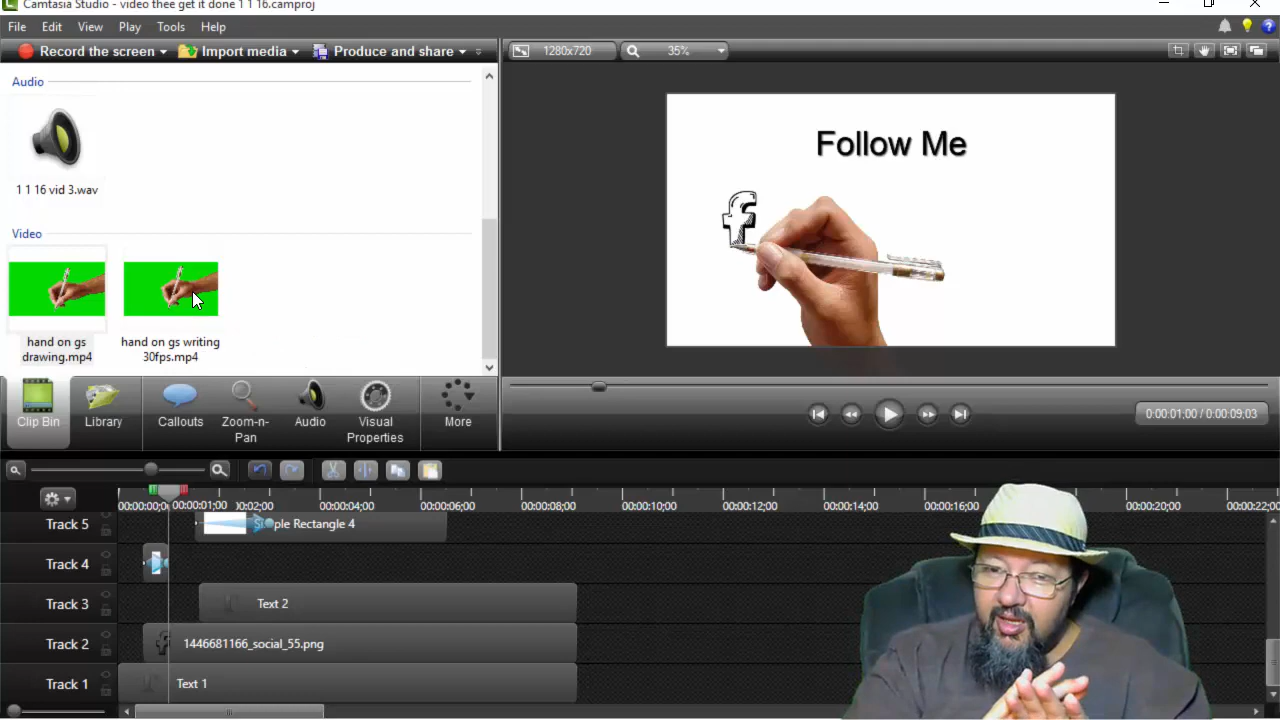 Camtasia Studio - video thee get it done 1 1 16.camproj
File Edit View Play Tools Help
Record the screen Import media Produce and share 1280x720 35%
Audio
1 1 16 vid 3.wav
Video
hand on gs drawing.mp4
hand on gs writing 30fps.mp4
Follow Me
f
Clip Bin Library Callouts Zoom-n-Pan Audio Visual Properties More
0:00:01;00 / 0:00:09;03
0:00:01;00
00:00:04;00 00:00:06;00 00:00:08;00 00:00:10;00 00:00:12;00 00:00:14;00 00:00:16;00 00:00:20;00 00:00:22;00
Track 5 Rectangle 4
Track 4
Track 3 Text 2
Track 2 1446681166_social_55.png
Track 1 Text 1